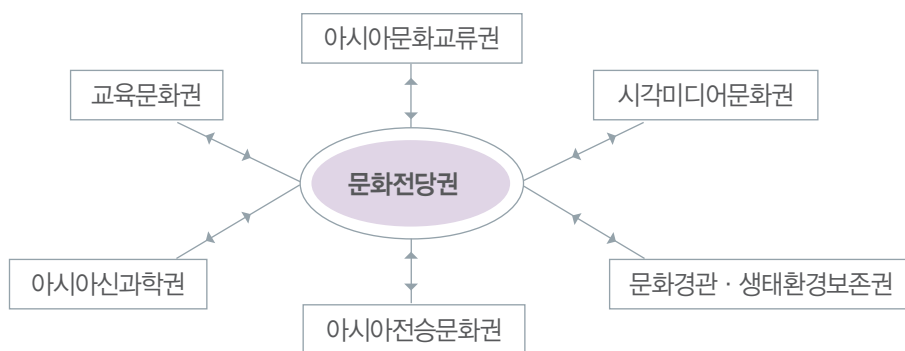 아시아문화교류권
교육문화권
시각미디어문화권
문화전당권
아시아신과학권
문화경관 · 생태환경보존권
아시아전승문화권